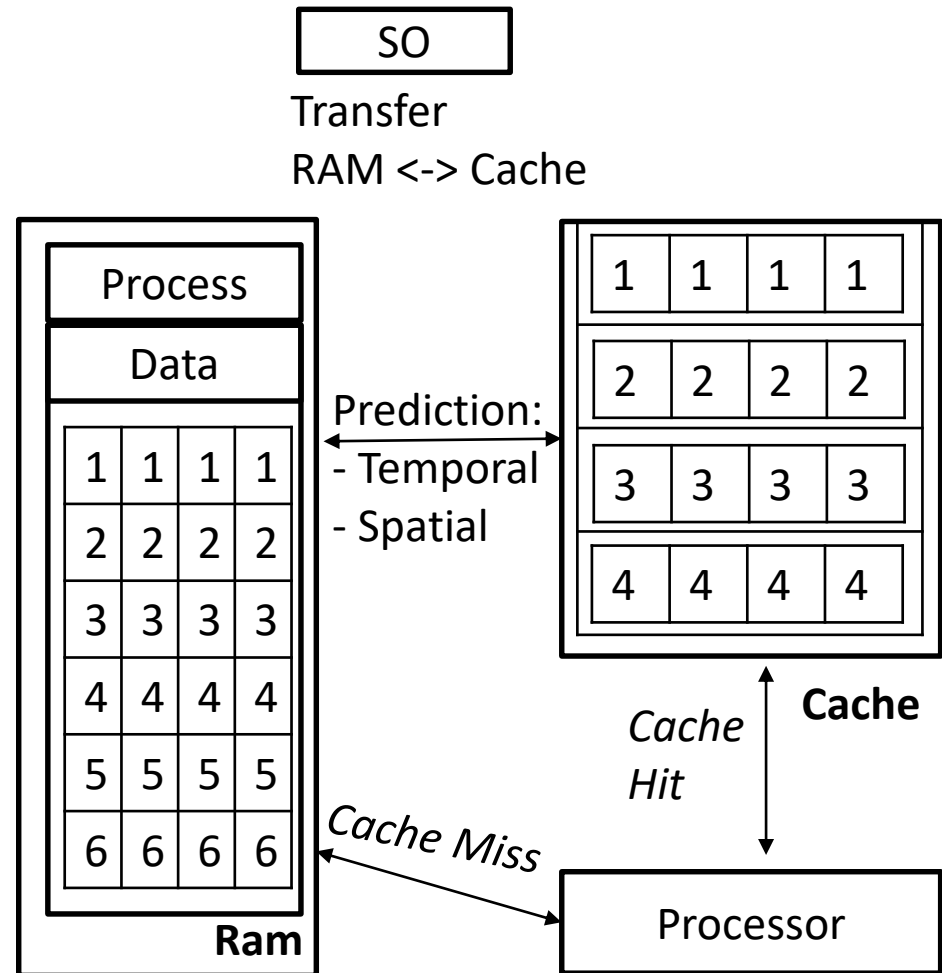 SO
Transfer
RAM <-> Cache
Process
Data
1 1 1 1
2 2 2 2
3 3 3 3
4 4 4 4
5 5 5 5
6 6 6 6
Ram
Prediction:
- Temporal
- Spatial
1 1 1 1
2 2 2 2
3 3 3 3
4 4 4 4
Cache
Cache
Hit
Cache Miss
Processor